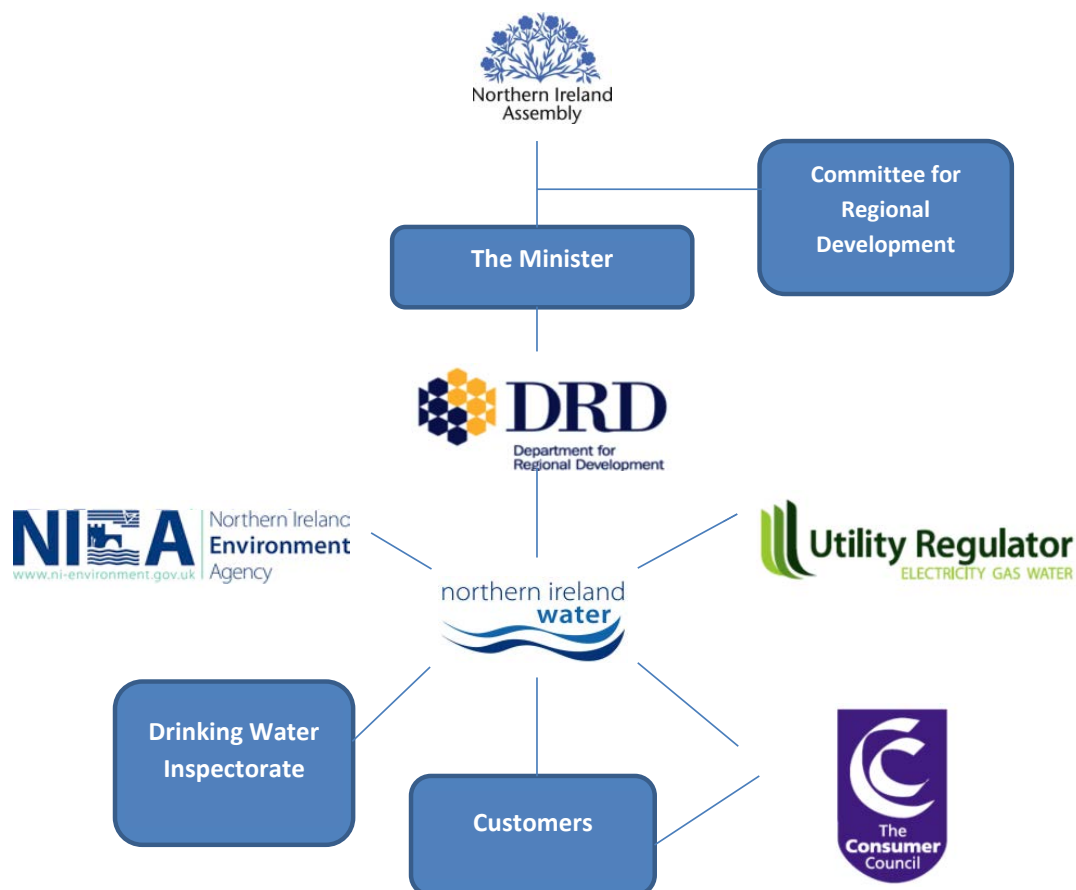 Northern Ireland
Assembly
Committee for
Regional
Development
The Minister
DRD
Department for
Regional Development
NIEA
www.ni-environment.gov.uk
Northern Ireland
Environment
Agency
Utility Regulator
ELECTRICITY GAS WATER
northern ireland
water
Drinking Water
Inspectorate
Customers
The
Consumer
Council